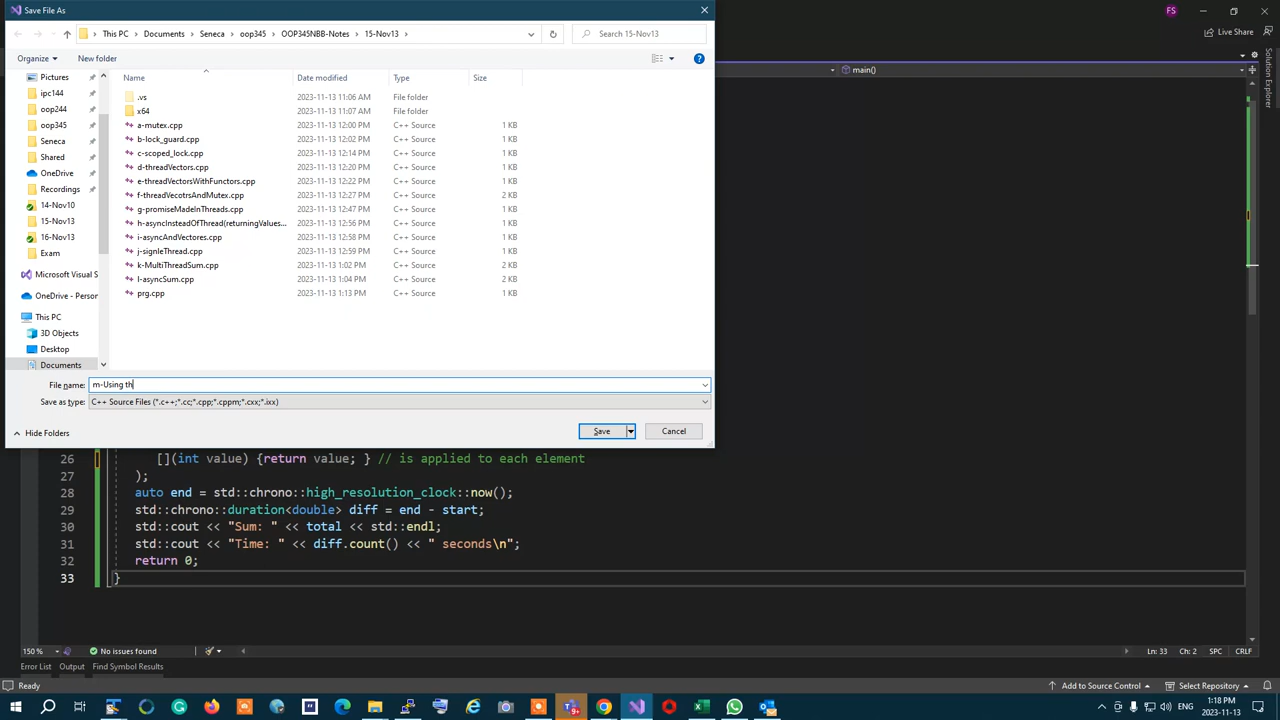 Save File As
FS
This PC > Documents > Seneca > oop345 > OOP345NBB-Notes > 15-Nov13 >
Search 15-Nov13
Live Share
Organize
New folder
main()
Solution Explorer
Pictures
ipc144
oop244
oop345
Seneca
Shared
OneDrive
Recordings
14-Nov10
15-Nov13
16-Nov13
Exam
Microsoft Visual S
OneDrive - Person
This PC
3D Objects
Desktop
Documents
Name Date modified Type Size
.vs 2023-11-13 11:06 AM File folder
x64 2023-11-13 11:07 AM File folder
a-mutex.cpp 2023-11-13 12:00 PM C++ Source 1 KB
b-lock_guard.cpp 2023-11-13 12:02 PM C++ Source 1 KB
c-scoped_lock.cpp 2023-11-13 12:14 PM C++ Source 1 KB
d-threadVectors.cpp 2023-11-13 12:20 PM C++ Source 1 KB
e-threadVectorsWithFunctors.cpp 2023-11-13 12:22 PM C++ Source 1 KB
f-threadVecotrsAndMutex.cpp 2023-11-13 12:27 PM C++ Source 2 KB
g-promiseMadeInThreads.cpp 2023-11-13 12:47 PM C++ Source 1 KB
h-asyncInsteadOfThread(returningValues... 2023-11-13 12:56 PM C++ Source 1 KB
i-asyncAndVectores.cpp 2023-11-13 12:58 PM C++ Source 1 KB
j-signleThread.cpp 2023-11-13 12:59 PM C++ Source 1 KB
k-MultiThreadSum.cpp 2023-11-13 1:02 PM C++ Source 2 KB
l-asyncSum.cpp 2023-11-13 1:04 PM C++ Source 2 KB
prg.cpp 2023-11-13 1:13 PM C++ Source 1 KB
File name: m-Using th
Save as type: C++ Source Files (*.c++;*.cc;*.cpp;*.cppm;*.cxx;*.ixx)
Hide Folders
Save
Cancel
26 [](int value) {return value; } // is applied to each element
27 );
28 auto end = std::chrono::high_resolution_clock::now();
29 std::chrono::duration<double> diff = end - start;
30 std::cout << "Sum: " << total << std::endl;
31 std::cout << "Time: " << diff.count() << " seconds\n";
32 return 0;
33 }
150 %
No issues found
Ln: 33 Ch: 2 SPC CRLF
Error List Output Find Symbol Results
Ready
Add to Source Control
Select Repository
ENG
1:18 PM
2023-11-13